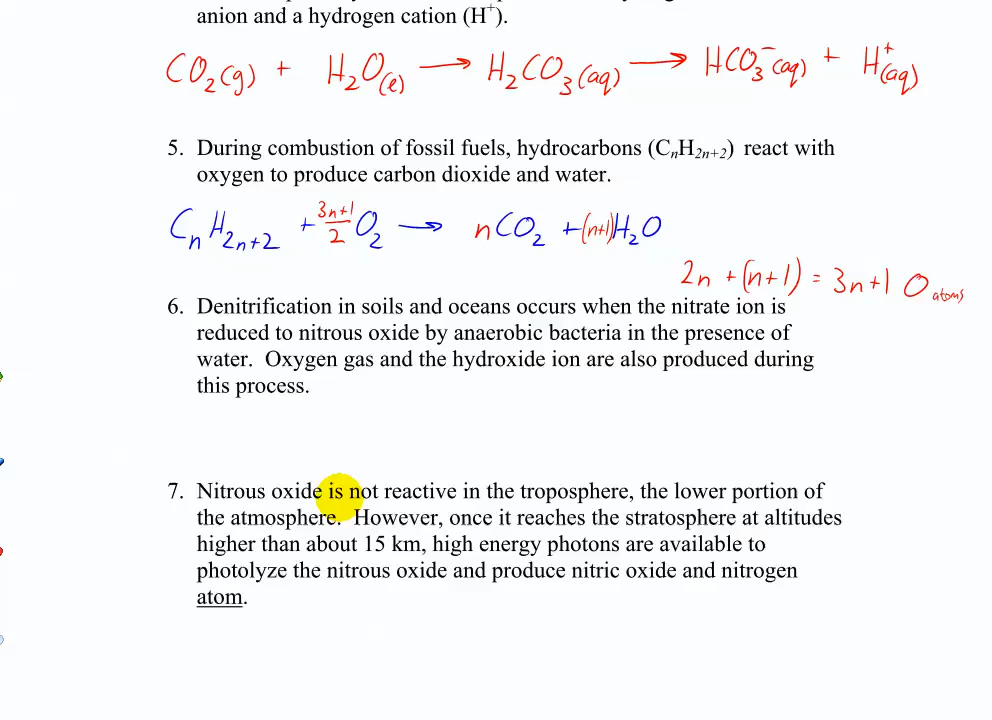 anion and a hydrogen cation (H⁺).
CO₂(g) + H₂O(ℓ) → H₂CO₃(aq) → HCO₃⁻(aq) + H⁺(aq)
5. During combustion of fossil fuels, hydrocarbons (CₙH₂ₙ₊₂) react with
oxygen to produce carbon dioxide and water.
CₙH₂ₙ₊₂ + (3n+1)/2 O₂ → nCO₂ + (n+1)H₂O
2n + (n+1) = 3n+1 O atoms
6. Denitrification in soils and oceans occurs when the nitrate ion is
reduced to nitrous oxide by anaerobic bacteria in the presence of
water. Oxygen gas and the hydroxide ion are also produced during
this process.
7. Nitrous oxide is not reactive in the troposphere, the lower portion of
the atmosphere. However, once it reaches the stratosphere at altitudes
higher than about 15 km, high energy photons are available to
photolyze the nitrous oxide and produce nitric oxide and nitrogen
atom.